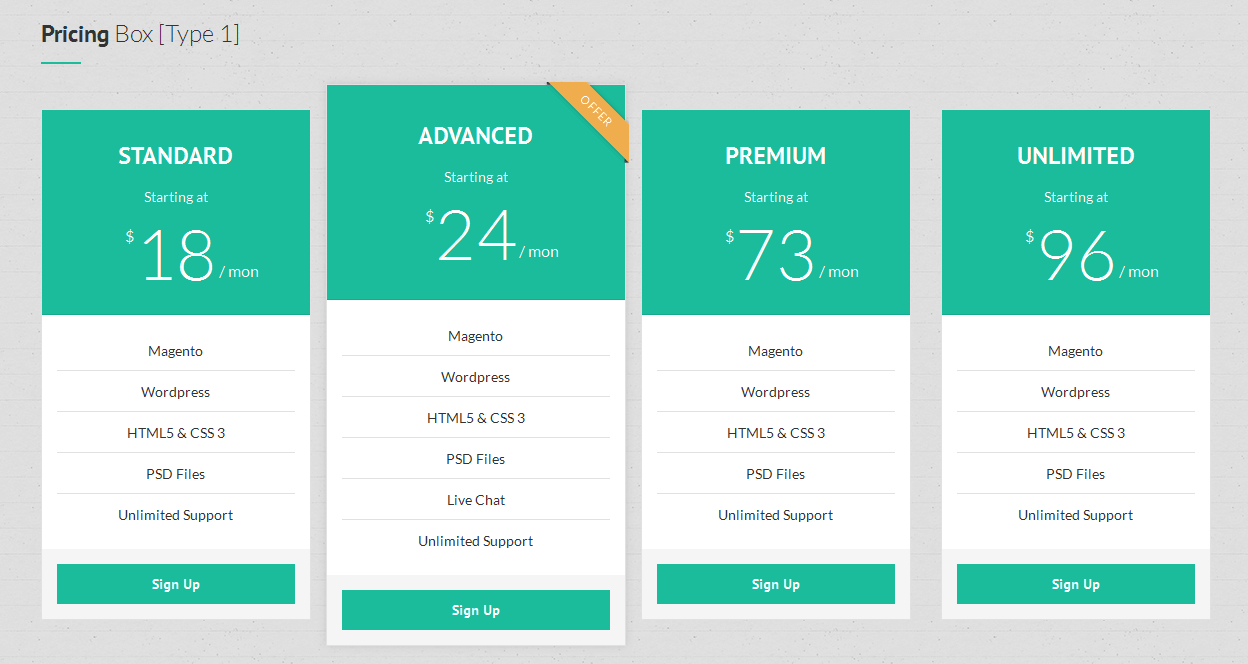 Pricing Box [Type 1]
STANDARD
Starting at
$18 / mon
Magento
Wordpress
HTML5 & CSS 3
PSD Files
Unlimited Support
Sign Up
OFFER
ADVANCED
Starting at
$24 / mon
Magento
Wordpress
HTML5 & CSS 3
PSD Files
Live Chat
Unlimited Support
Sign Up
PREMIUM
Starting at
$73 / mon
Magento
Wordpress
HTML5 & CSS 3
PSD Files
Unlimited Support
Sign Up
UNLIMITED
Starting at
$96 / mon
Magento
Wordpress
HTML5 & CSS 3
PSD Files
Unlimited Support
Sign Up